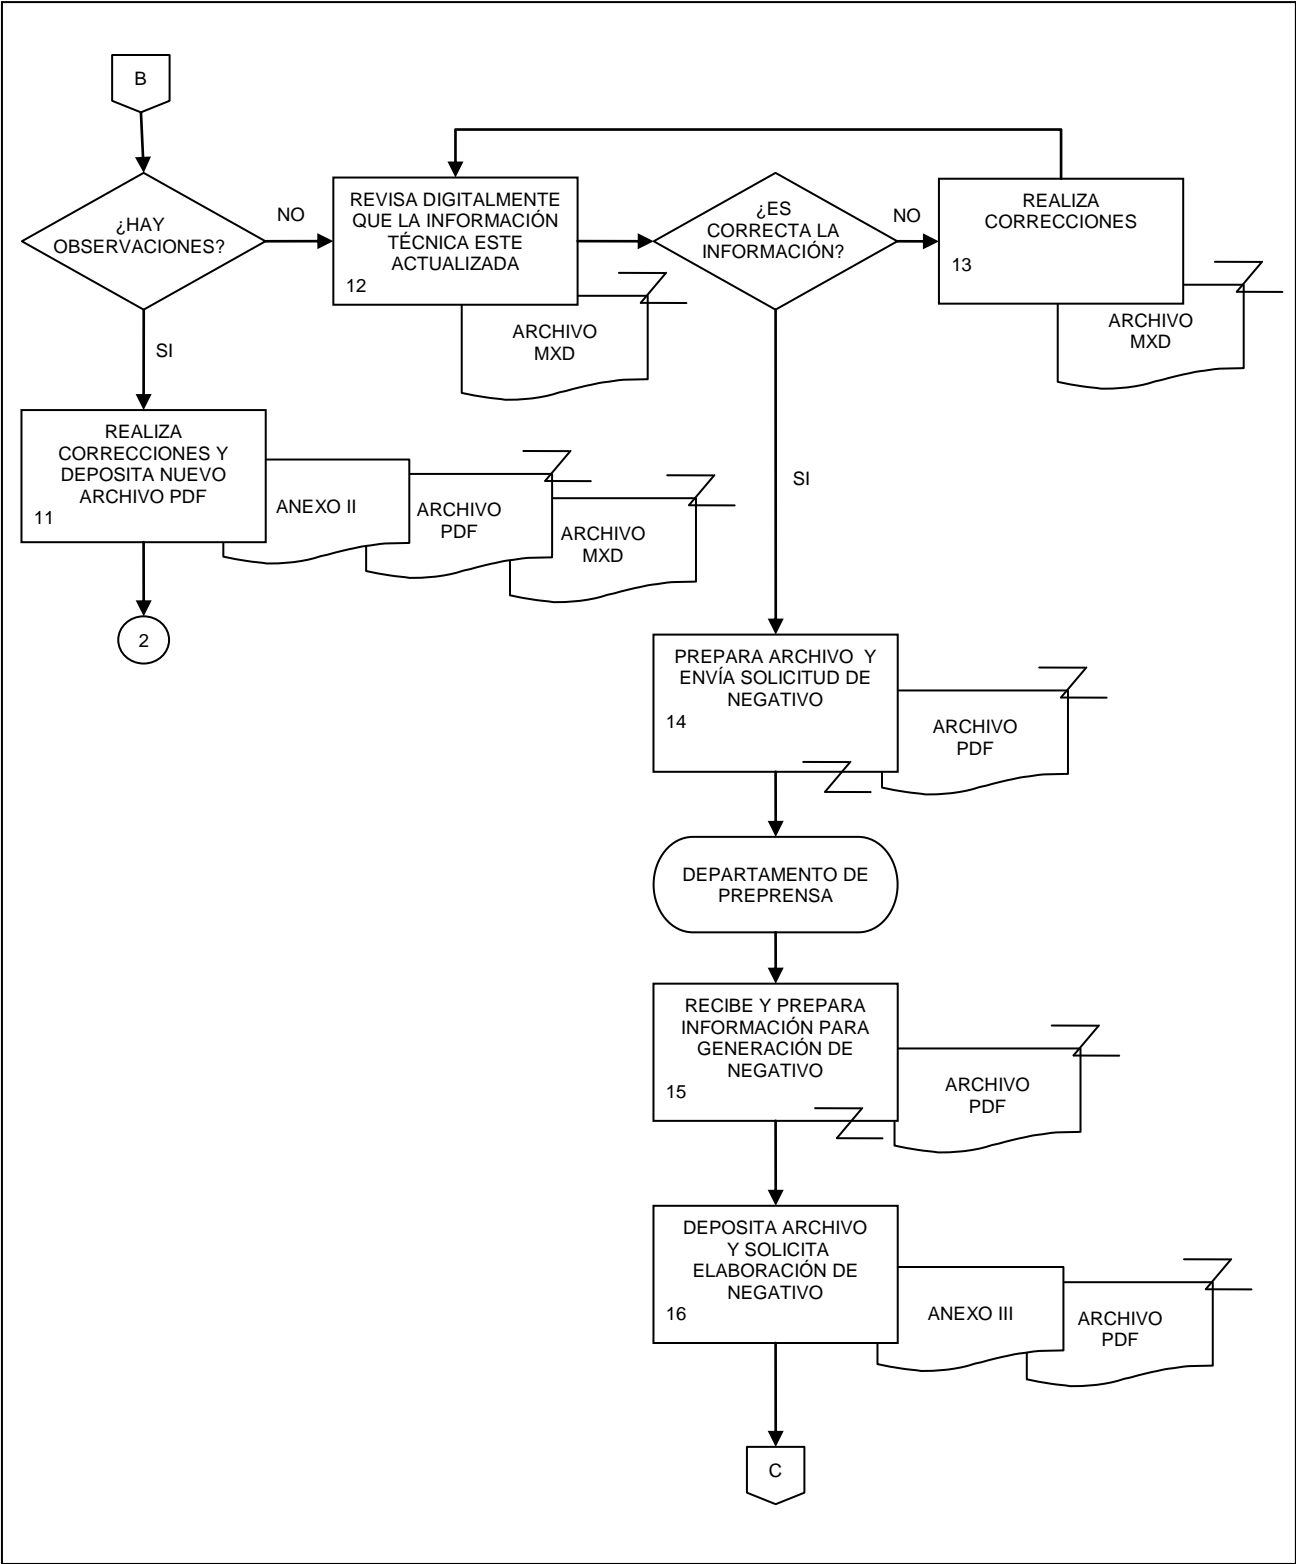 B
¿HAY
OBSERVACIONES?
NO
SI
REVISA DIGITALMENTE
QUE LA INFORMACIÓN
TÉCNICA ESTE
ACTUALIZADA
12
ARCHIVO
MXD
¿ES
CORRECTA LA
INFORMACIÓN?
NO
SI
REALIZA
CORRECCIONES
13
ARCHIVO
MXD
REALIZA
CORRECCIONES Y
DEPOSITA NUEVO
ARCHIVO PDF
11
ANEXO II
ARCHIVO
PDF
ARCHIVO
MXD
2
PREPARA ARCHIVO Y
ENVÍA SOLICITUD DE
NEGATIVO
14
ARCHIVO
PDF
DEPARTAMENTO DE
PREPRENSA
RECIBE Y PREPARA
INFORMACIÓN PARA
GENERACIÓN DE
NEGATIVO
15
ARCHIVO
PDF
DEPOSITA ARCHIVO
Y SOLICITA
ELABORACIÓN DE
NEGATIVO
16
ANEXO III
ARCHIVO
PDF
C